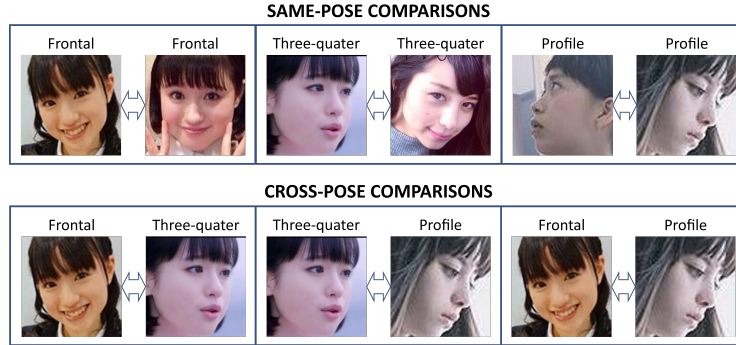 SAME-POSE COMPARISONS
Frontal Frontal Three-quater Three-quater Profile Profile
CROSS-POSE COMPARISONS
Frontal Three-quater Three-quater Profile Frontal Profile